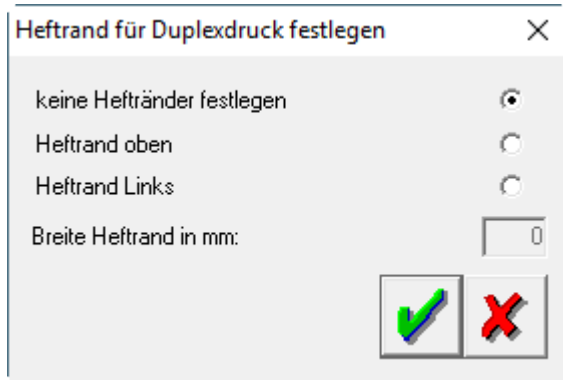 Heftrand für Duplexdruck festlegen
keine Heftränder festlegen
Heftrand oben
Heftrand Links
Breite Heftrand in mm: 0